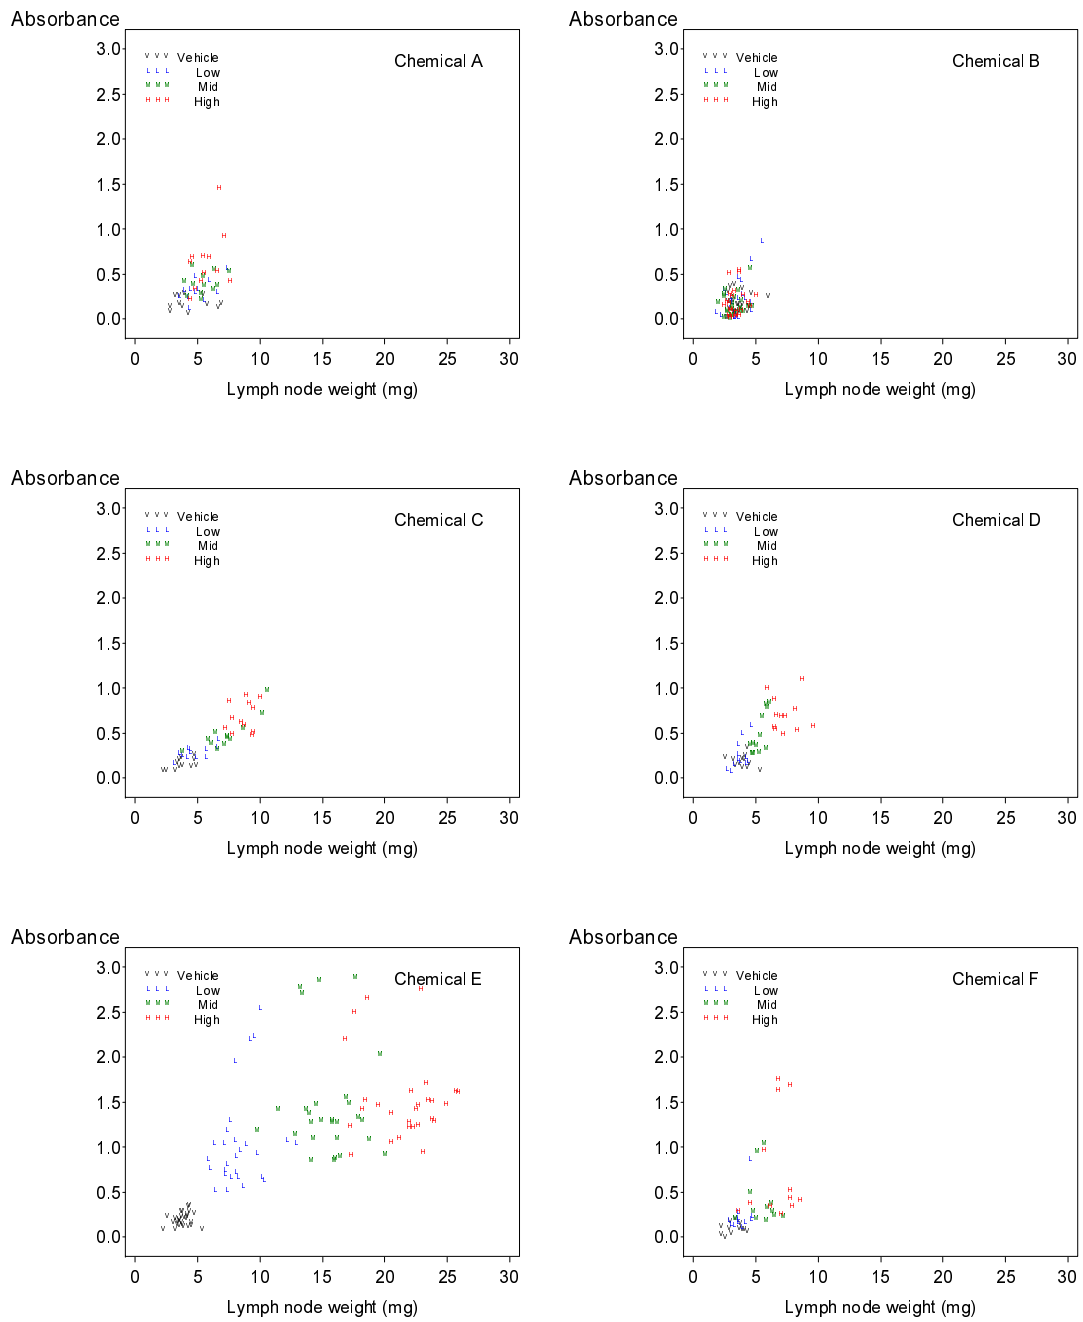 Absorbance
3.0
V V V Vehicle
Chemical A
L L L Low
M M M Mid
2.5
H H H High
2.0
1.5
1.0
0.5
0.0
0 5 10 15 20 25 30
Lymph node weight (mg)
Absorbance
3.0
V V V Vehicle
Chemical B
L L L Low
M M M Mid
2.5
H H H High
2.0
1.5
1.0
0.5
0.0
0 5 10 15 20 25 30
Lymph node weight (mg)
Absorbance
3.0
V V V Vehicle
Chemical C
L L L Low
M M M Mid
2.5
H H H High
2.0
1.5
1.0
0.5
0.0
0 5 10 15 20 25 30
Lymph node weight (mg)
Absorbance
3.0
V V V Vehicle
Chemical D
L L L Low
M M M Mid
2.5
H H H High
2.0
1.5
1.0
0.5
0.0
0 5 10 15 20 25 30
Lymph node weight (mg)
Absorbance
3.0
V V V Vehicle
Chemical E
L L L Low
M M M Mid
2.5
H H H High
2.0
1.5
1.0
0.5
0.0
0 5 10 15 20 25 30
Lymph node weight (mg)
Absorbance
3.0
V V V Vehicle
Chemical F
L L L Low
M M M Mid
2.5
H H H High
2.0
1.5
1.0
0.5
0.0
0 5 10 15 20 25 30
Lymph node weight (mg)